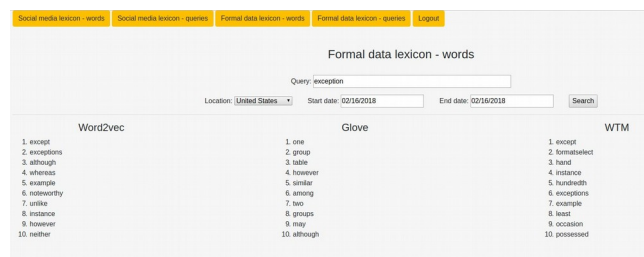 Social media lexicon - words Social media lexicon - queries Formal data lexicon - words Formal data lexicon - queries Logout
Formal data lexicon - words
Query: exception
Location: United States Start date: 02/16/2018 End date: 02/16/2018 Search
Word2vec
1. except
2. exceptions
3. although
4. whereas
5. example
6. noteworthy
7. unlike
8. instance
9. however
10. neither
Glove
1. one
2. group
3. table
4. however
5. similar
6. among
7. two
8. groups
9. may
10. although
WTM
1. except
2. formatselect
3. hand
4. instance
5. hundredth
6. exceptions
7. example
8. least
9. occasion
10. possessed